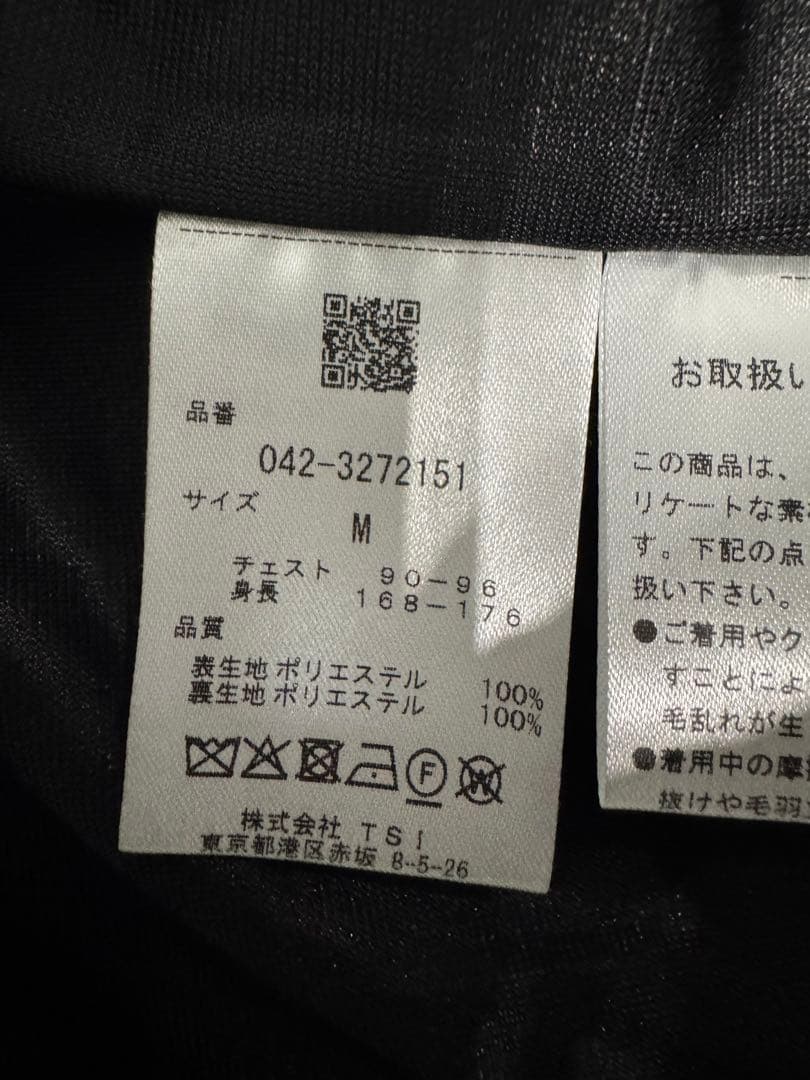 品番
042-3272151
サイズ
M
チェスト 90-96
身長 168-176
品質
表生地 ポリエステル 100%
裏生地 ポリエステル 100%
F
W
株式会社 TSI
東京都港区赤坂 8-5-26
お取扱い
この商品は、
リケートな素
す。下記の点
扱い下さい。
●ご着用やク
すことによ
毛乱れが生
●着用中の摩
抜けや毛羽